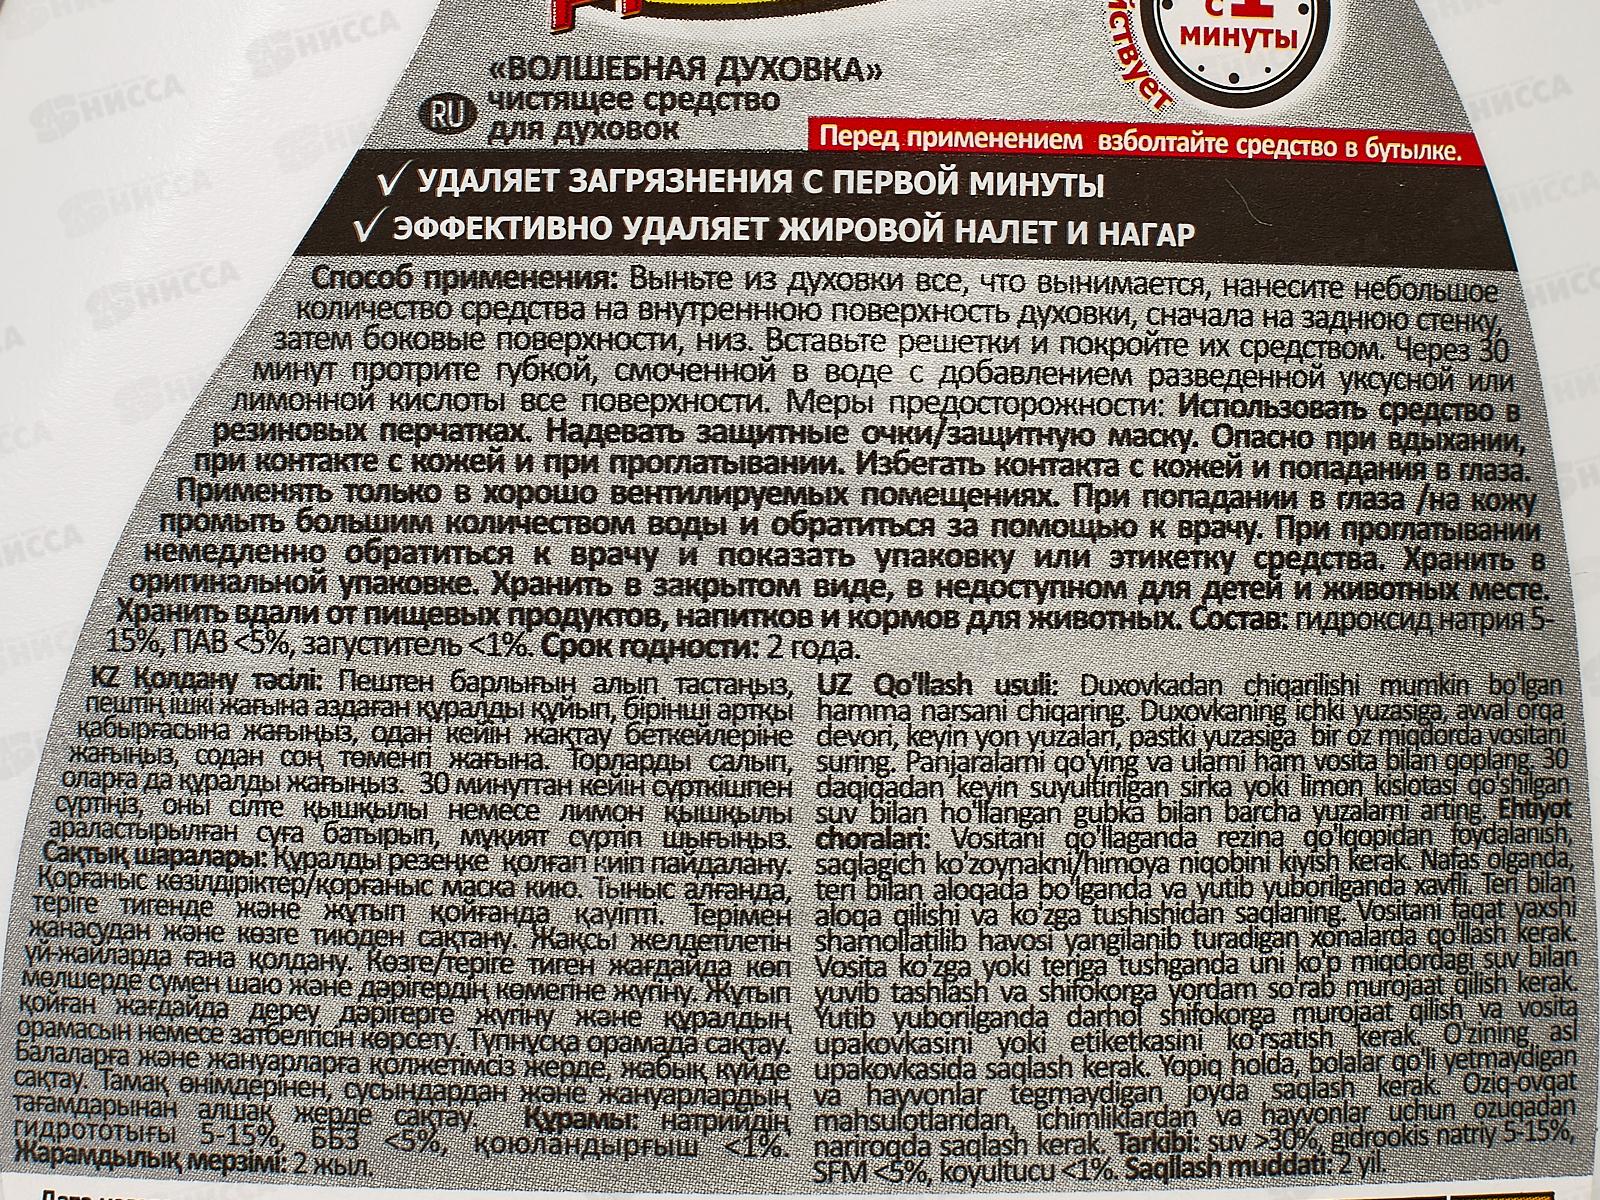 с 1
минуты
«ВОЛШЕБНАЯ ДУХОВКА»
RU чистящее средство
для духовок
Перед применением взболтайте средство в бутылке.
✓ УДАЛЯЕТ ЗАГРЯЗНЕНИЯ С ПЕРВОЙ МИНУТЫ
✓ ЭФФЕКТИВНО УДАЛЯЕТ ЖИРОВОЙ НАЛЕТ И НАГАР
Способ применения: Выньте из духовки все, что вынимается, нанесите небольшое
количество средства на внутреннюю поверхность духовки, сначала на заднюю стенку,
затем боковые поверхности, низ. Вставьте решетки и покройте их средством. Через 30
минут протрите губкой, смоченной в воде с добавлением разведенной уксусной или
лимонной кислоты все поверхности. Меры предосторожности: Использовать средство в
резиновых перчатках. Надевать защитные очки/защитную маску. Опасно при вдыхании,
при контакте с кожей и при проглатывании. Избегать контакта с кожей и попадания в глаза.
Применять только в хорошо вентилируемых помещениях. При попадании в глаза /на кожу
промыть большим количеством воды и обратиться за помощью к врачу. При проглатывании
немедленно обратиться к врачу и показать упаковку или этикетку средства. Хранить в
оригинальной упаковке. Хранить в закрытом виде, в недоступном для детей и животных месте.
Хранить вдали от пищевых продуктов, напитков и кормов для животных. Состав: гидроксид натрия 5-
15%, ПАВ <5%, загуститель <1%. Срок годности: 2 года.
KZ Қолдану тәсілі: Пештен барлығын алып тастаңыз,
пештің ішкі жағына аздаған құралды құйып, бірінші артқы
қабырғасына жағыңыз, одан кейін жақтау беткейлеріне
жағыңыз, содан соң төменгі жағына. Торларды салып,
оларға да құралды жағыңыз. 30 минуттан кейін сүрткішпен
сүртіңіз, оны сілте қышқылы немесе лимон қышқылы
араластырылған суға батырып, мұқият сүртіп шығыңыз.
Сақтық шаралары: Құралды резеңке қолғап киіп пайдалану.
Қорғаныс көзілдіріктер/қорғаныс маска кию. Тыныс алғанда,
теріге тигенде және жұтып қойғанда қауіпті. Терімен
жанасудан және көзге тиюден сақтану. Жақсы желдетілетін
үй-жайларда ғана қолдану. Көзге/теріге тиген жағдайда көп
мөлшерде сумен шаю және дәрігердің көмегіне жүгіну. Жұтып
қойған жағдайда дереу дәрігерге жүгіну және құралдың
орамасын немесе затбелгісін көрсету. Түпнұсқа орамада сақтау.
Балаларға және жануарларға қолжетімсіз жерде, жабық күйде
сақтау. Тамақ өнімдерінен, сусындардан және жануарлардың
тағамдарынан алшақ жерде сақтау. Құрамы: натрийдің
гидрототығы 5-15%, ББЗ <5%, қоюландырғыш <1%.
Жарамдылық мерзімі: 2 жыл.
UZ Qo'llash usuli: Duxovkadan chiqarilishi mumkin bo'lgan
hamma narsani chiqaring. Duxovkaning ichki yuzasiga, avval orqa
devori, keyin yon yuzalari, pastki yuzasiga bir oz miqdorda vositani
suring. Panjaralarni qo'ying va ularni ham vosita bilan qoplang. 30
daqiqadan keyin suyultirilgan sirka yoki limon kislotasi qo'shilgan
suv bilan ho'llangan gubka bilan barcha yuzalarni arting. Ehtiyot
choralari: Vositani qo'llaganda rezina qo'lqopidan foydalanish,
saqlagich ko'zoynakni/himoya niqobini kiyish kerak. Nafas olganda,
teri bilan aloqada bo'lganda va yutib yuborilganda xavfli. Teri bilan
aloqa qilishi va ko'zga tushishidan saqlaning. Vositani faqat yaxshi
shamollatilib havosi yangilanib turadigan xonalarda qo'llash kerak.
Vosita ko'zga yoki teriga tushganda uni ko'p miqdordagi suv bilan
yuvib tashlash va shifokorga yordam so'rab murojaat qilish kerak.
Yutib yuborilganda darhol shifokorga murojaat qilish va vosita
upakovkasini yoki etiketkasini ko'rsatish kerak. O'zining asl
upakovkasida saqlash kerak. Yopiq holda, bolalar qo'li yetmaydigan
va hayvonlar tegmaydigan joyda saqlash kerak. Oziq-ovqat
mahsulotlaridan, ichimliklardan va hayvonlar uchun ozuqadan
nariroqda saqlash kerak. Tarkibi: suv >30%, gidrookis natriy 5-15%,
SFM <5%, koyultucu <1%. Saqllash muddati: 2 yil.